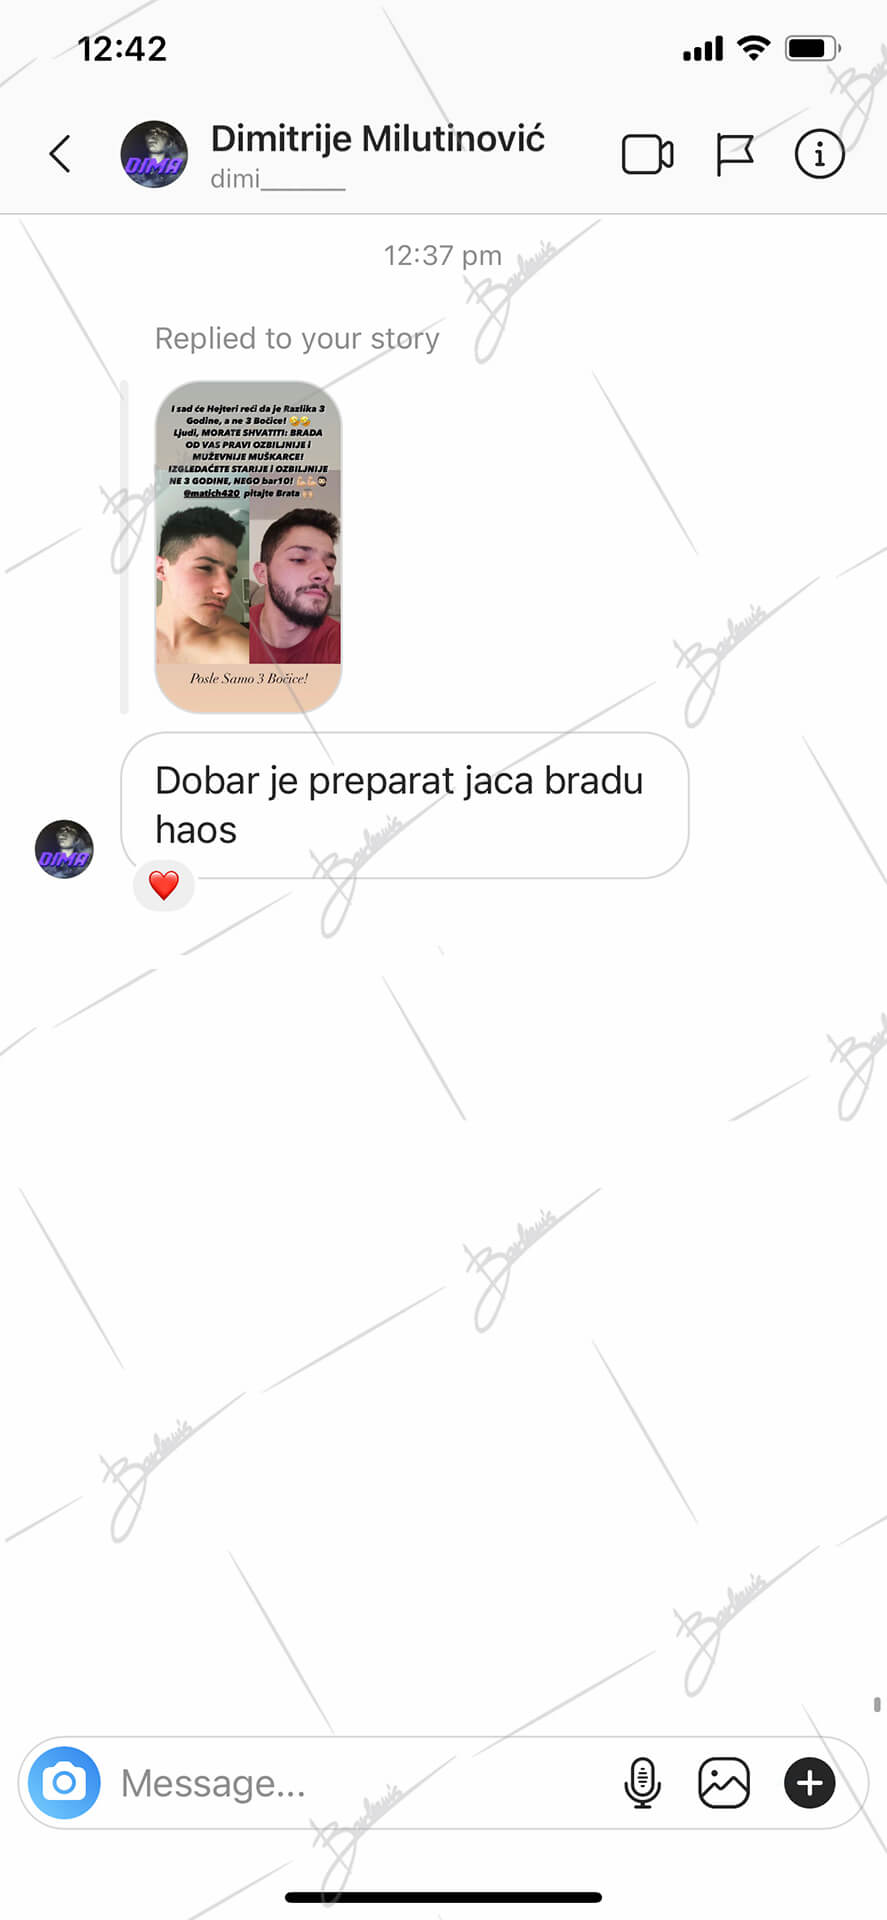 12:42
Dimitrije Milutinović
dimi______
12:37 pm
Replied to your story
I sad će Hejteri reći da je Razlika 3
Godine, a ne 3 Bočice! 🤣🤣
Ljudi, MORATE SHVATITI: BRADA
OD VAS PRAVI OZBILJNIJE i
MUŽEVNIJE MUŠKARCE!
IZGLEDAĆETE STARIJE i OZBILJNIJE
NE 3 GODINE, NEGO bar10! 💪🏻💪🏻🧔🏻
@matich420 pitajte Brata 🙌🏻
Posle Samo 3 Bočice!
Dobar je preparat jaca bradu
haos
DIMA
❤️
Message...